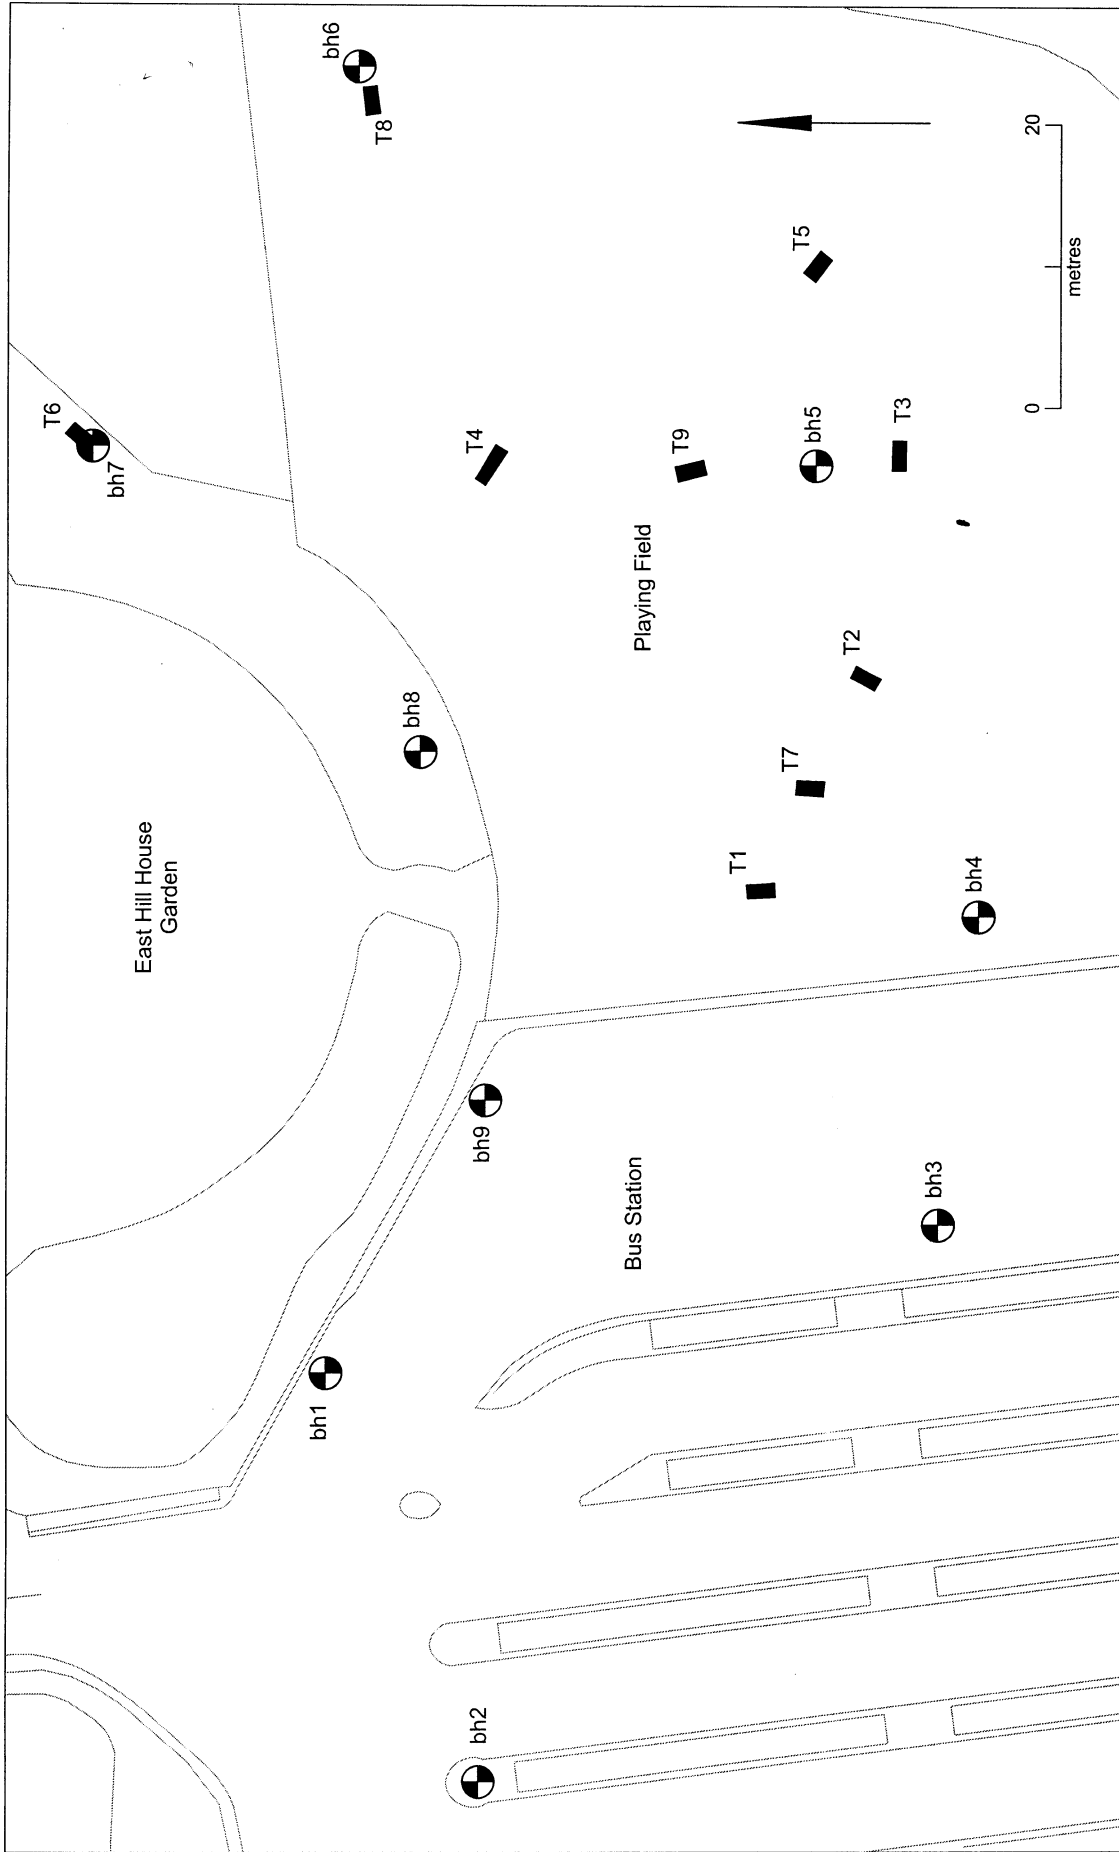 bh6
T8
T6
bh7
T4
T5
T9
bh5
T3
20
metres
0
Playing Field
bh8
T2
T7
T1
bh4
East Hill House
Garden
bh9
Bus Station
bh3
bh1
bh2